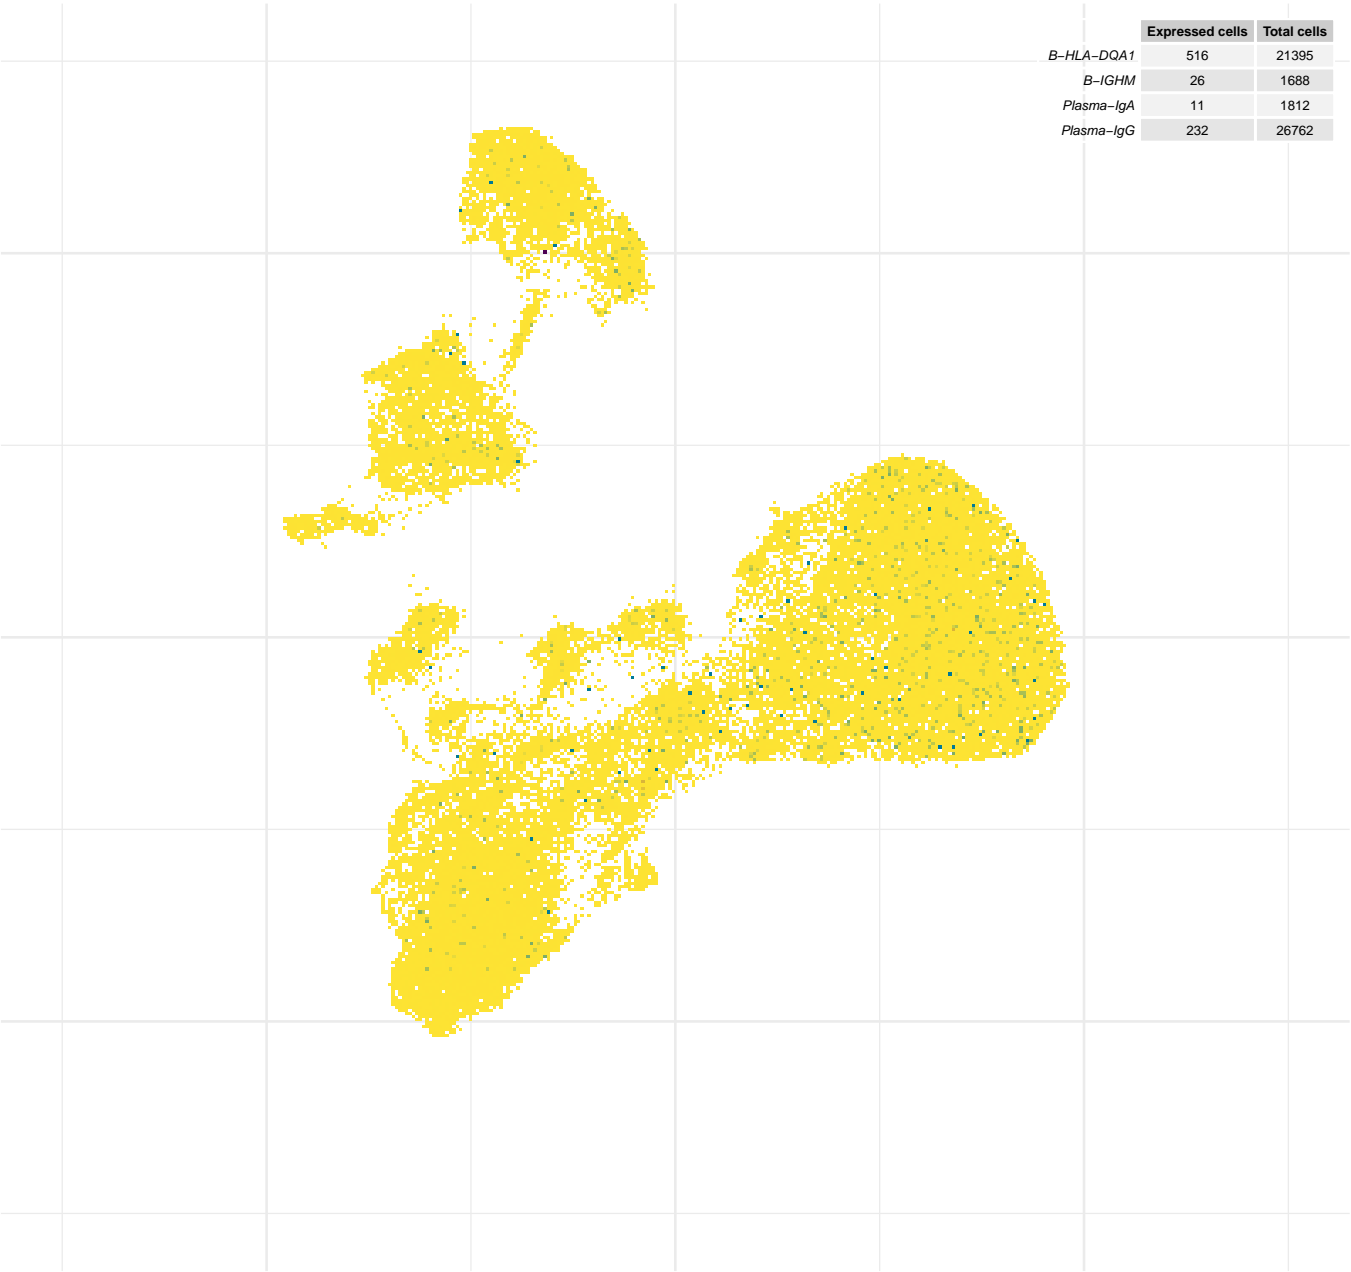 Expressed cells Total cells
B−HLA−DQA1 516 21395
B−IGHM 26 1688
Plasma−IgA 11 1812
Plasma−IgG 232 26762